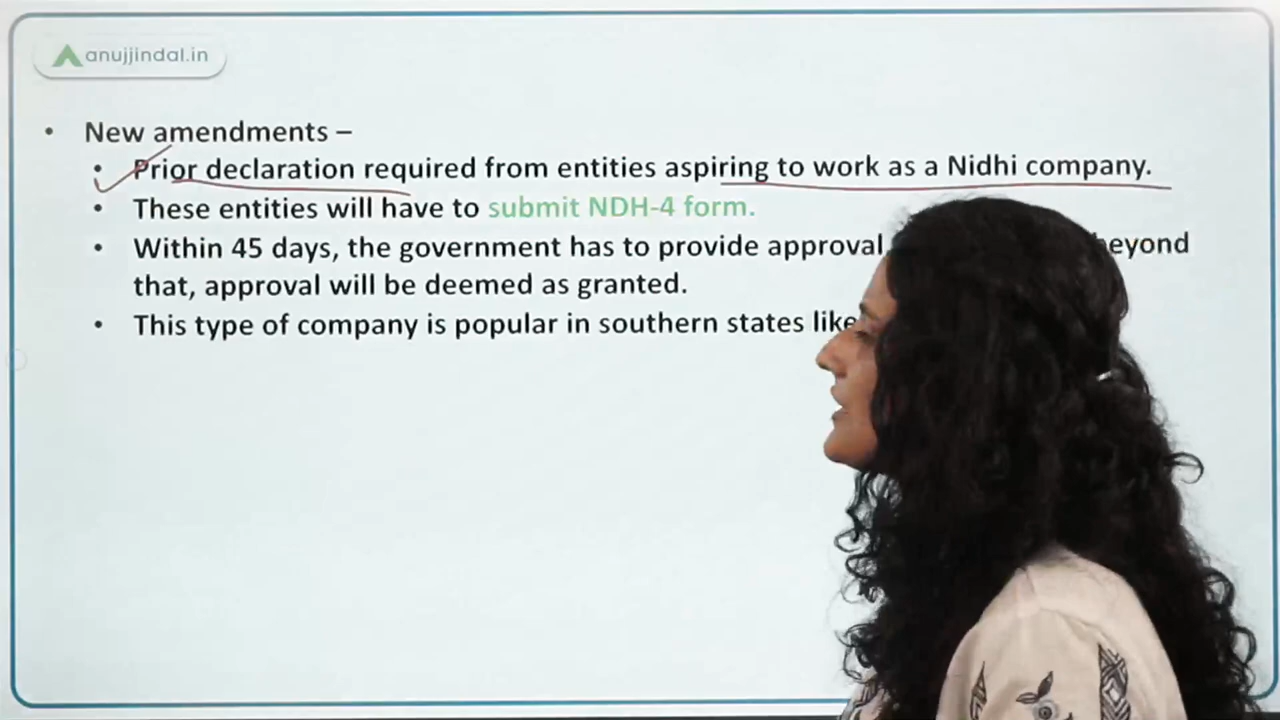 anujjindal.in
• New amendments –
• Prior declaration required from entities aspiring to work as a Nidhi company.
• These entities will have to submit NDH-4 form.
• Within 45 days, the government has to provide approval
that, approval will be deemed as granted.
• This type of company is popular in southern states like